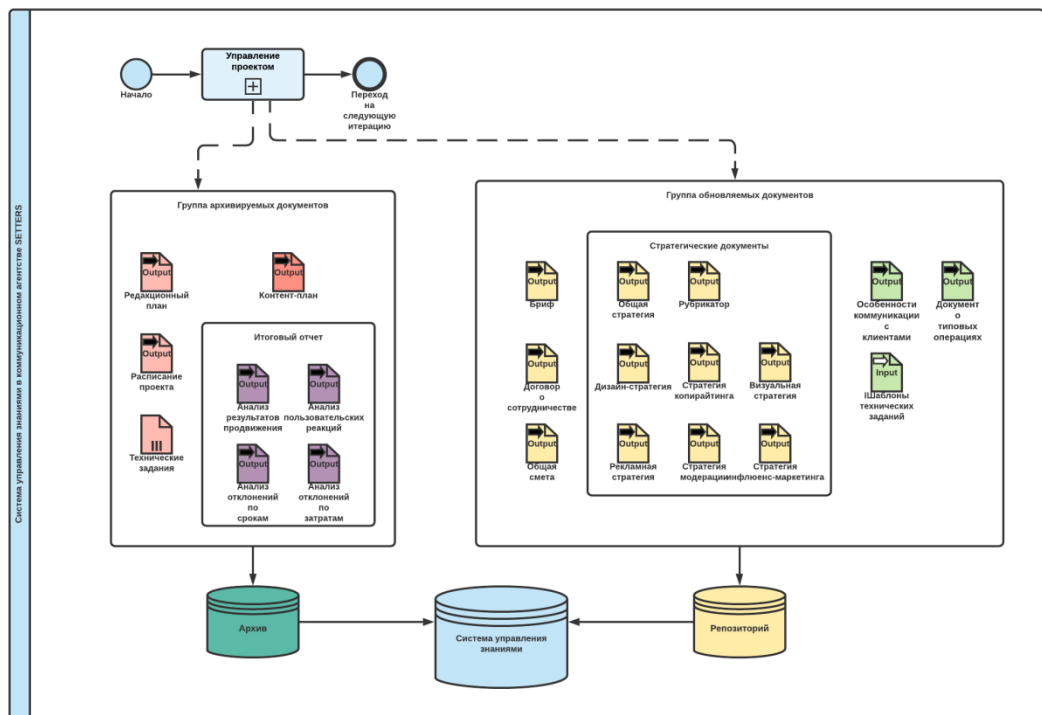 Система управления знаниями в коммуникационном агентстве SETTERS
Начало
Управление
проектом
Переход
на
следующую
итерацию
Группа архивируемых документов
Output
Редакционный
план
Output
Контент-план
Output
Расписание
проекта
Технические
задания
Итоговый отчет
Output
Анализ
результатов
продвижения
Output
Анализ
пользовательских
реакций
Output
Анализ
отклонений
по
срокам
Output
Анализ
отклонений
по
затратам
Группа обновляемых документов
Output
Бриф
Output
Договор
о
сотрудничестве
Output
Общая
смета
Стратегические документы
Output
Общая
стратегия
Output
Рубрикатор
Output
Дизайн-стратегия
Output
Стратегия
копирайтинга
Output
Визуальная
стратегия
Output
Рекламная
стратегия
Output
Стратегия
модерации
Output
Стратегия
инфлюенс-маркетинга
Output
Особенности
коммуникации
с
клиентами
Output
Документ
о
типовых
операциях
Input
IШаблоны
технических
заданий
Архив
Система управления
знаниями
Репозиторий